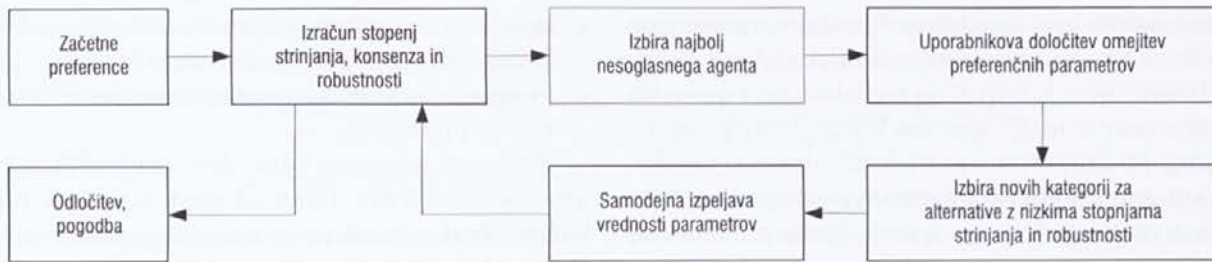 Začetne
preference
Izračun stopenj
strinjanja, konsenza in
robustnosti
Izbira najbolj
nesoglasnega agenta
Uporabnikova določitev omejitev
preferenčnih parametrov
Odločitev,
pogodba
Samodejna izpeljava
vrednosti parametrov
Izbira novih kategorij za
alternative z nizkima stopnjama
strinjanja in robustnosti